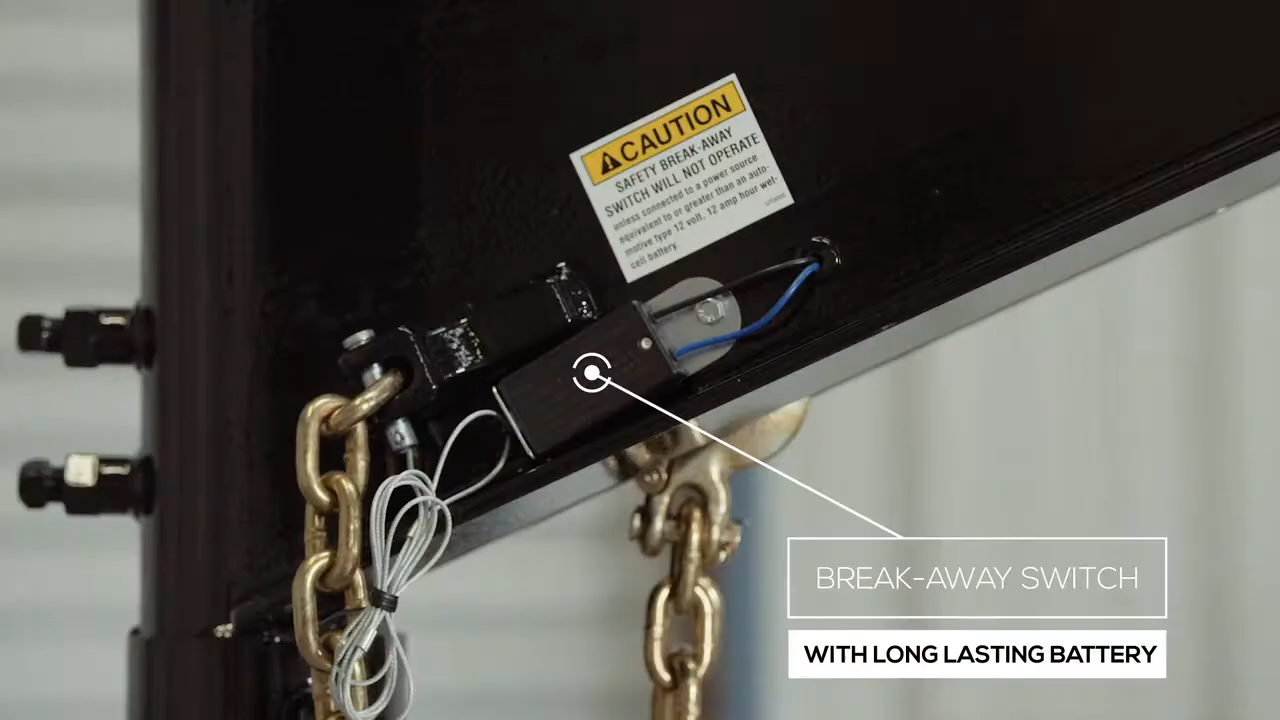 CAUTION
SAFETY BREAK-AWAY
SWITCH WILL NOT OPERATE
unless connected to a power source
equivalent to or greater than an auto-
motive type 12 volt, 12 amp hour wet-
cell battery.
BREAK-AWAY SWITCH
WITH LONG LASTING BATTERY